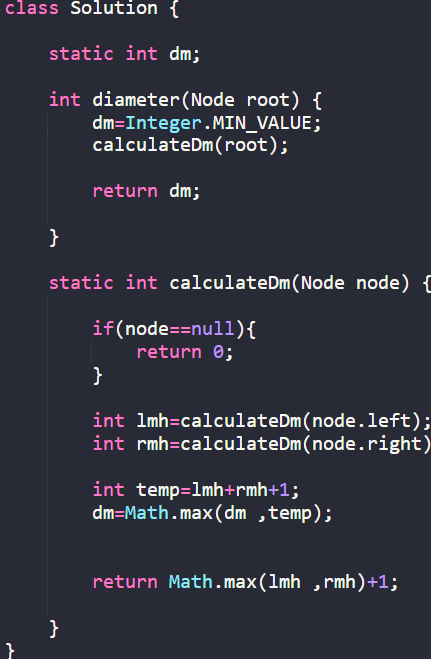 class Solution {
static int dm;
int diameter(Node root) {
dm=Integer.MIN_VALUE;
calculateDm(root);
return dm;
}
static int calculateDm(Node node) {
if(node==null){
return 0;
}
int lmh=calculateDm(node.left);
int rmh=calculateDm(node.right)
int temp=lmh+rmh+1;
dm=Math.max(dm ,temp);
return Math.max(lmh ,rmh)+1;
}
}